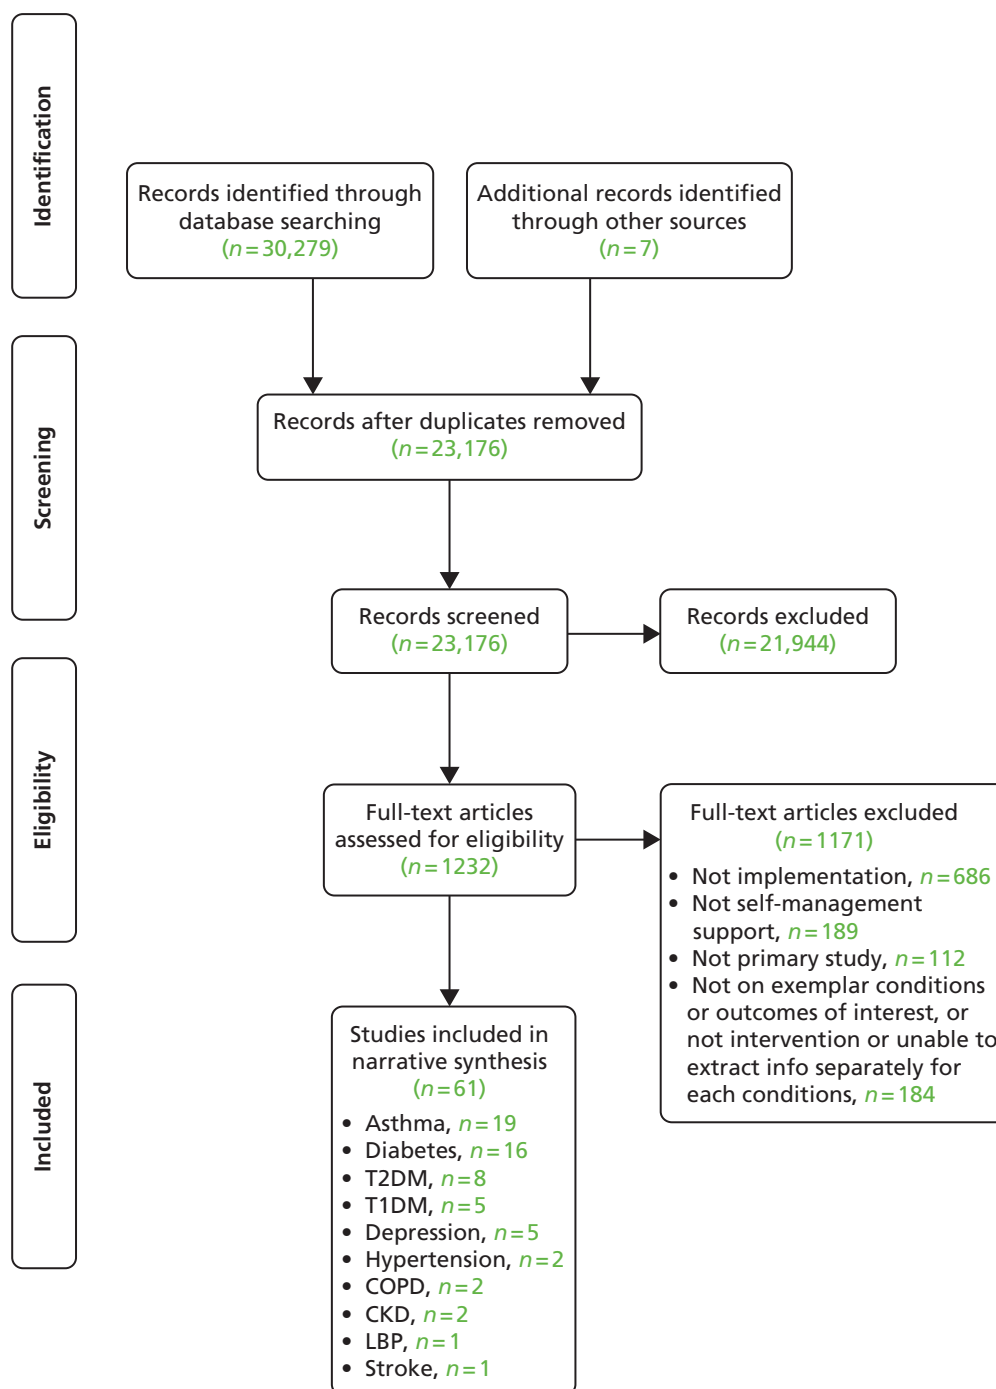 Identification
Records identified through
database searching
(n=30,279)
Additional records identified
through other sources
(n=7)
Screening
Records after duplicates removed
(n=23,176)
Records screened
(n=23,176)
Records excluded
(n=21,944)
Eligibility
Full-text articles
assessed for eligibility
(n=1232)
Full-text articles excluded
(n=1171)
• Not implementation, n=686
• Not self-management
support, n=189
• Not primary study, n=112
• Not on exemplar conditions
or outcomes of interest, or
not intervention or unable to
extract info separately for
each conditions, n=184
Included
Studies included in
narrative synthesis
(n=61)
• Asthma, n=19
• Diabetes, n=16
• T2DM, n=8
• T1DM, n=5
• Depression, n=5
• Hypertension, n=2
• COPD, n=2
• CKD, n=2
• LBP, n=1
• Stroke, n=1